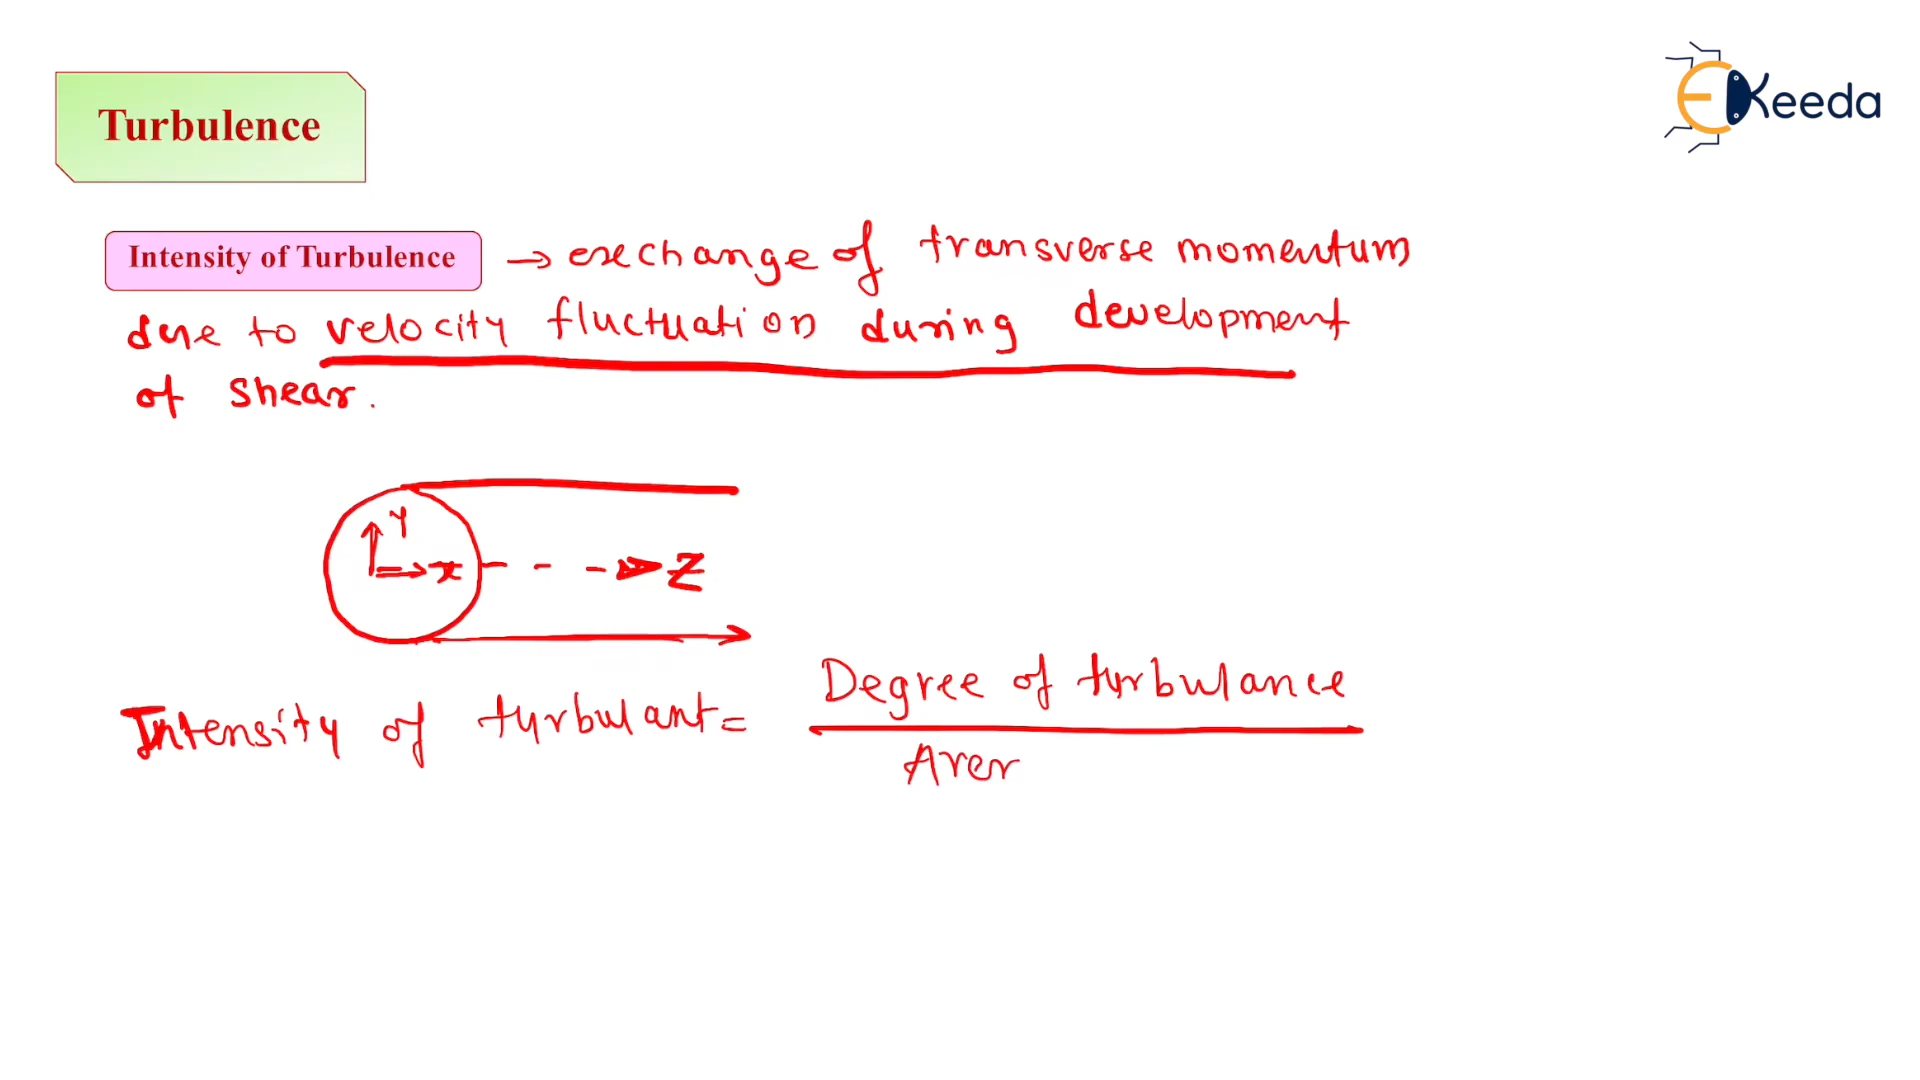 Turbulence
EKeeda
Intensity of Turbulence → exchange of transverse momentum
due to velocity fluctuation during development
of shear.
Y
x
Z
Intensity of turbulant = Degree of turbulance
Area